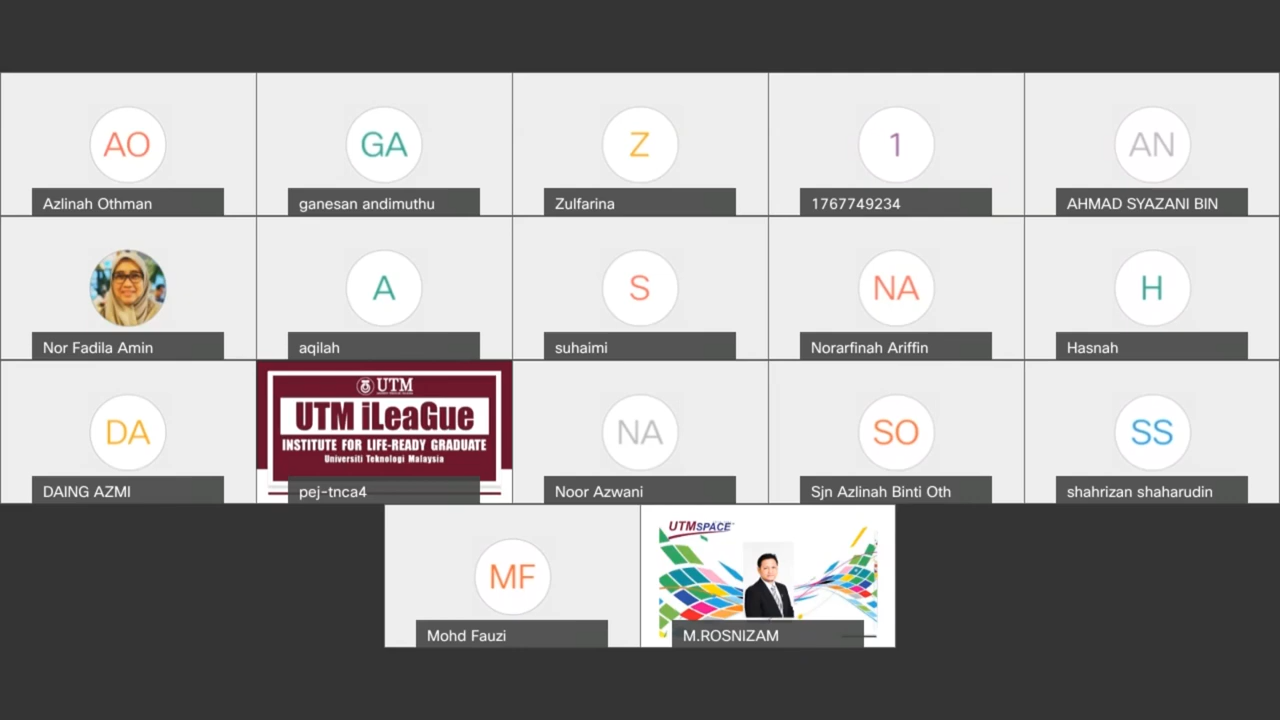 AO
Azlinah Othman
GA
ganesan andimuthu
Z
Zulfarina
1
1767749234
AN
AHMAD SYAZANI BIN
Nor Fadila Amin
A
aqilah
S
suhaimi
NA
Norarfinah Ariffin
H
Hasnah
DA
DAING AZMI
UTM
UTM iLeaGue
INSTITUTE FOR LIFE-READY GRADUATE
Universiti Teknologi Malaysia
pej-tnca4
NA
Noor Azwani
SO
Sjn Azlinah Binti Oth
SS
shahrizan shaharudin
MF
Mohd Fauzi
UTMSPACE
M.ROSNIZAM